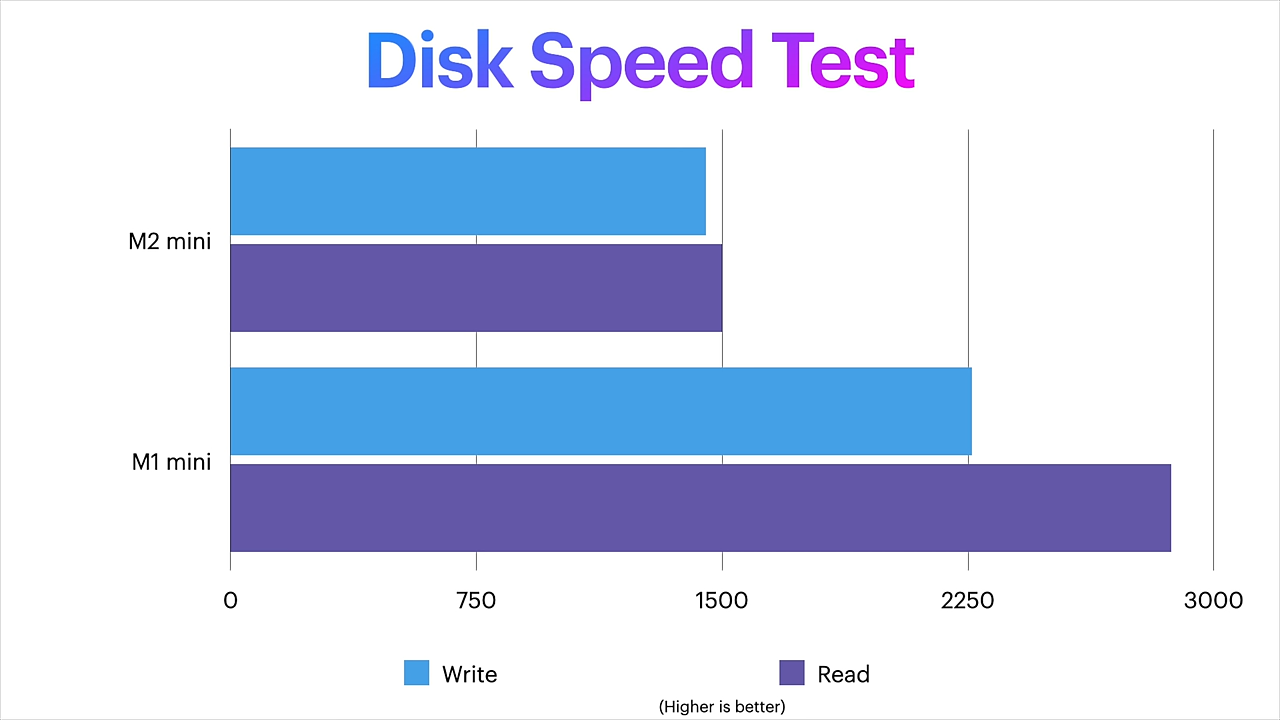 Disk Speed Test
M2 mini
M1 mini
0 750 1500 2250 3000
Write Read
(Higher is better)